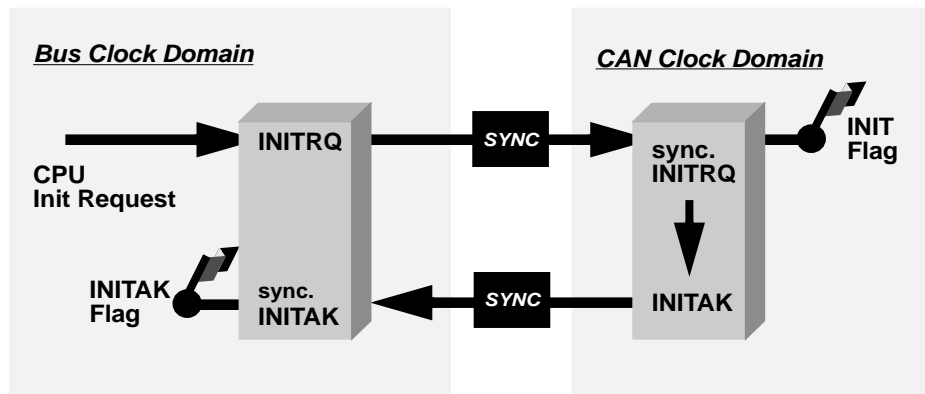 Bus Clock Domain
CAN Clock Domain
INITRQ
SYNC
sync.
INITRQ
INIT
Flag
CPU
Init Request
INITAK
Flag
sync.
INITAK
SYNC
INITAK